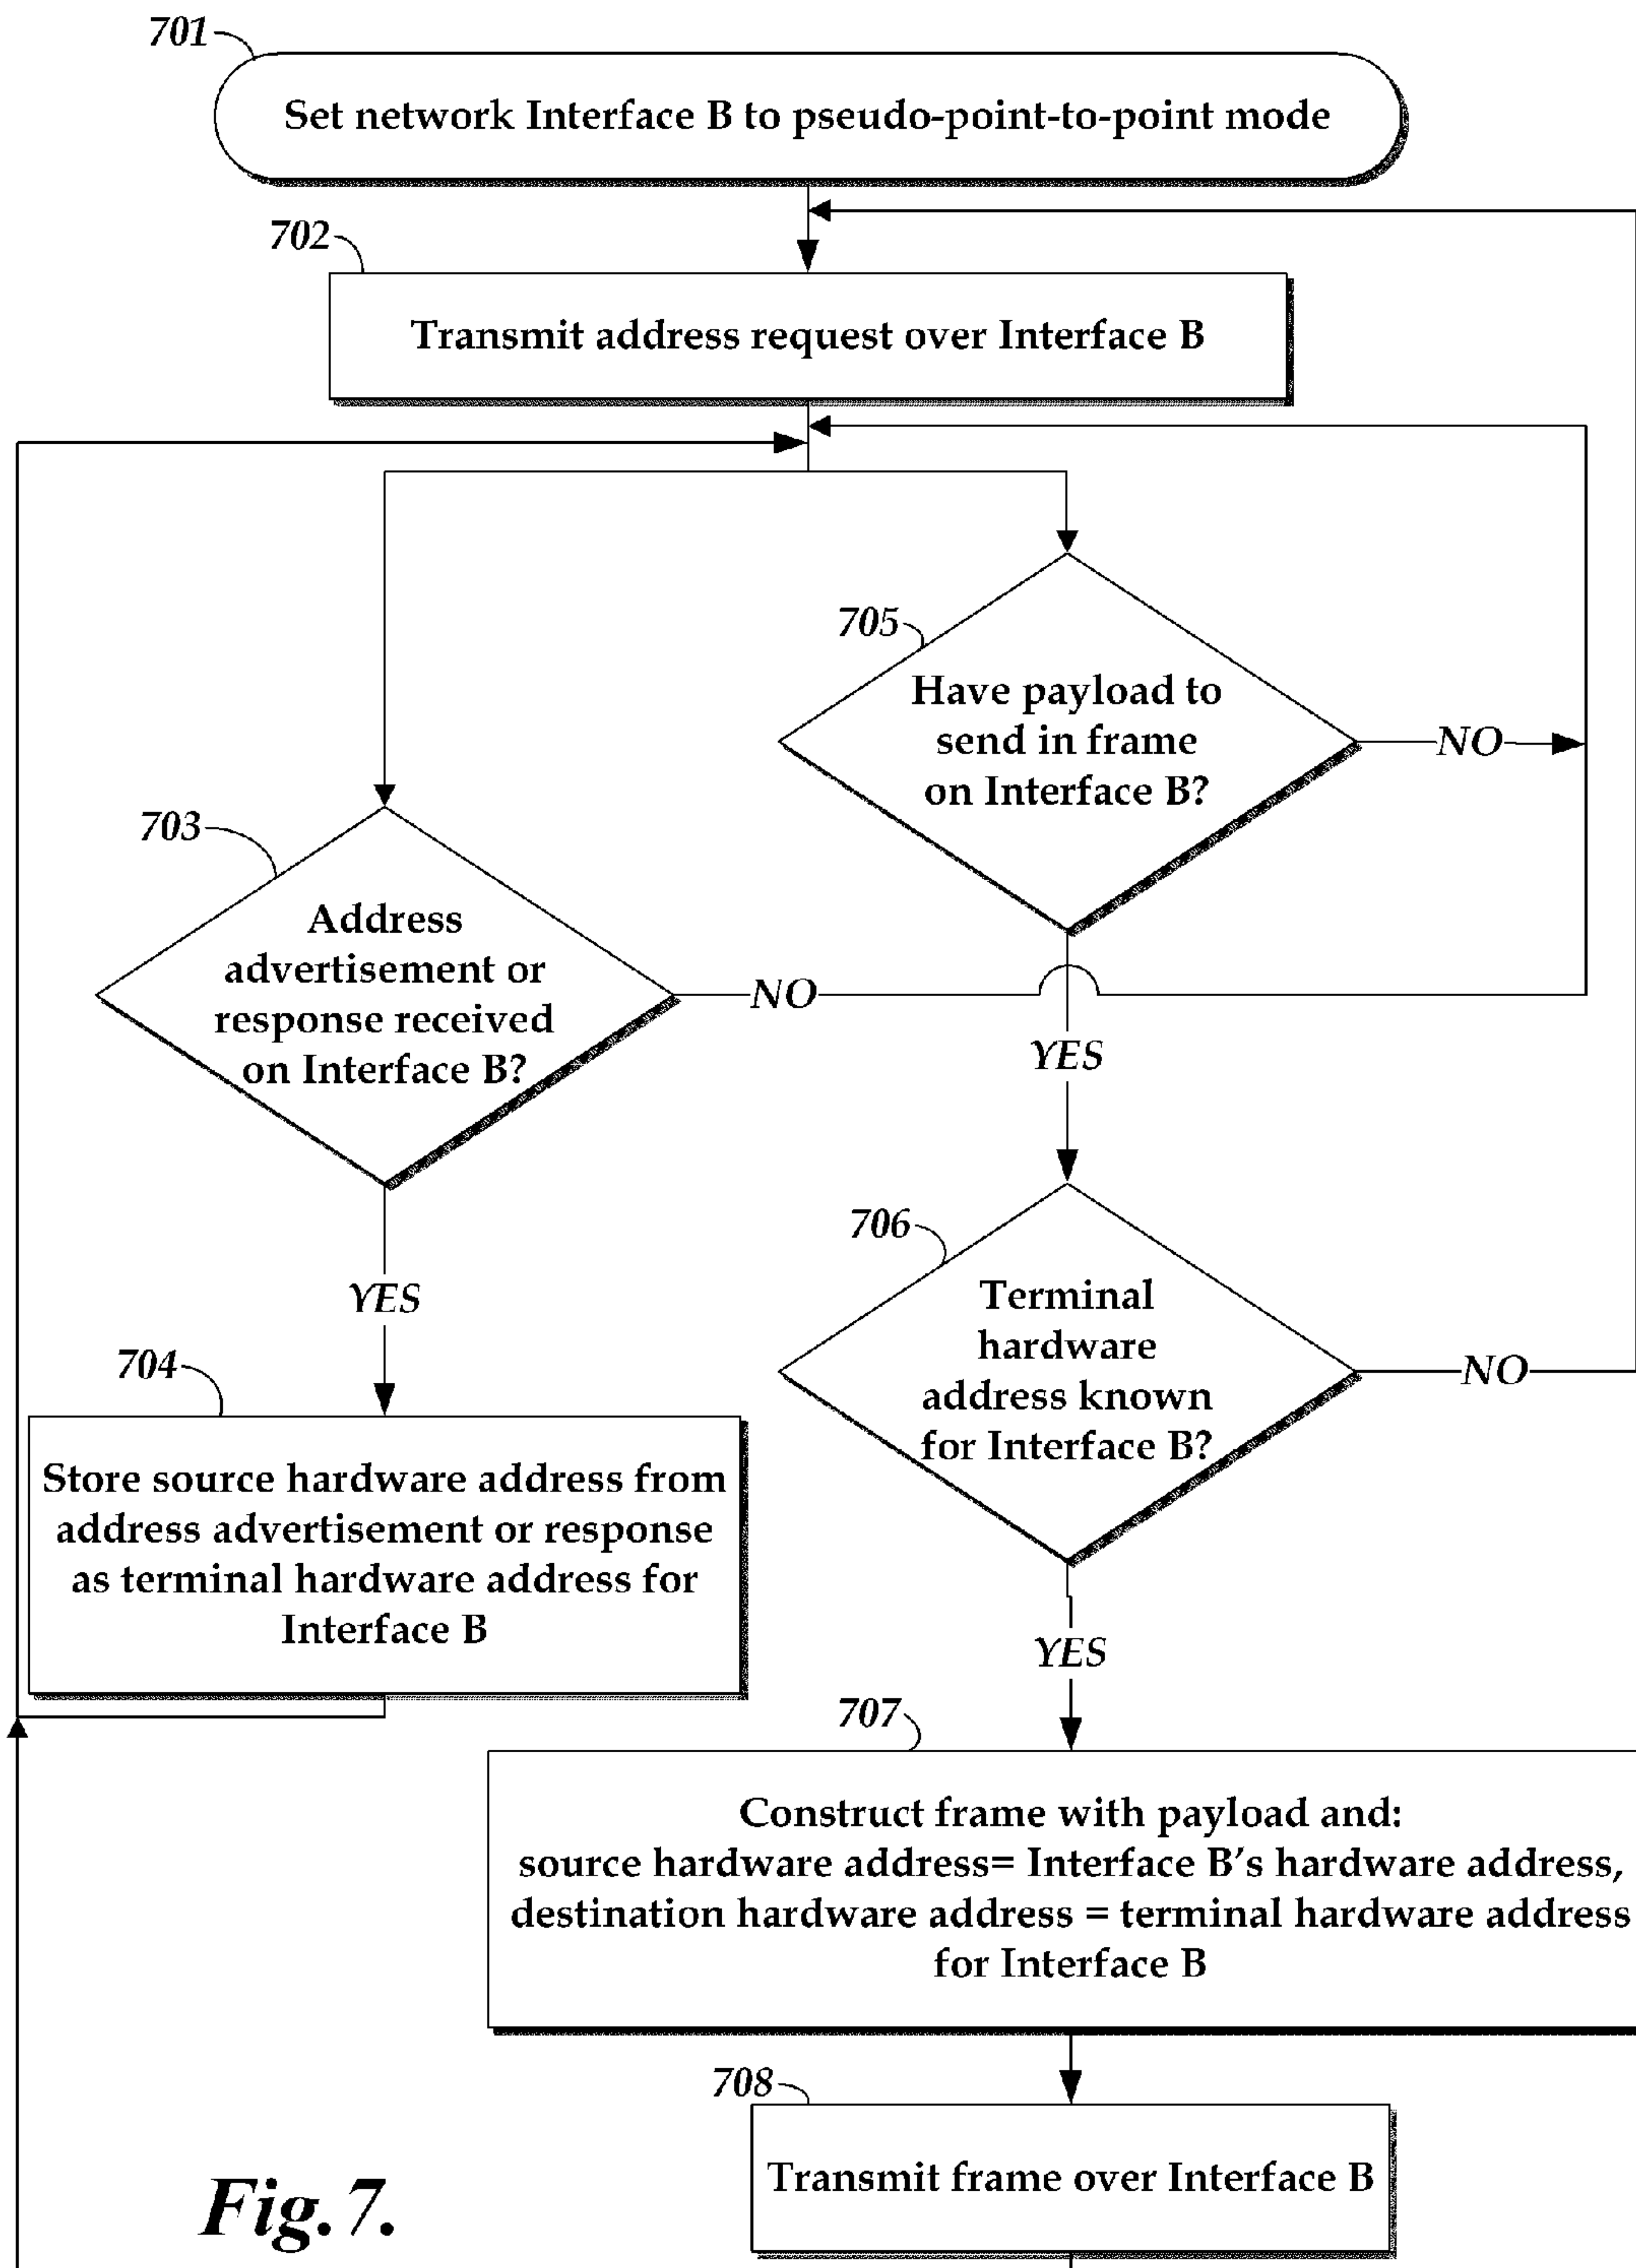 701
Set network Interface B to pseudo-point-to-point mode
702
Transmit address request over Interface B
705
Have payload to
send in frame
on Interface B?
NO
703
Address
advertisement or
response received
on Interface B?
NO
YES
YES
706
Terminal
hardware
address known
for Interface B?
NO
704
Store source hardware address from
address advertisement or response
as terminal hardware address for
Interface B
YES
707
Construct frame with payload and:
source hardware address= Interface B's hardware address,
destination hardware address = terminal hardware address
for Interface B
708
Transmit frame over Interface B
Fig. 7.